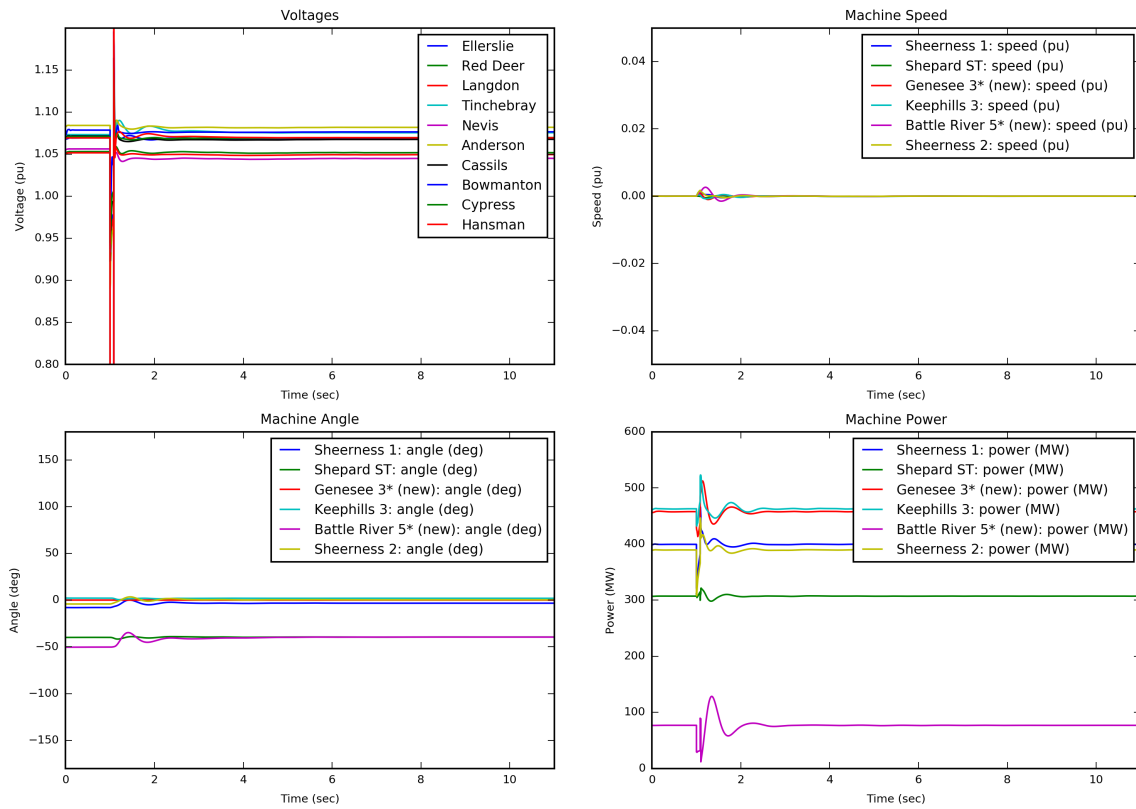 Voltages
1.15
1.10
1.05
1.00
0.95
0.90
0.85
0.80
Voltage (pu)
0 2 4 6 8 10
Time (sec)
Ellerslie
Red Deer
Langdon
Tinchebray
Nevis
Anderson
Cassils
Bowmanton
Cypress
Hansman
Machine Speed
0.04
0.02
0.00
−0.02
−0.04
Speed (pu)
0 2 4 6 8 10
Time (sec)
Sheerness 1: speed (pu)
Shepard ST: speed (pu)
Genesee 3* (new): speed (pu)
Keephills 3: speed (pu)
Battle River 5* (new): speed (pu)
Sheerness 2: speed (pu)
Machine Angle
150
100
50
0
−50
−100
−150
Angle (deg)
0 2 4 6 8 10
Time (sec)
Sheerness 1: angle (deg)
Shepard ST: angle (deg)
Genesee 3* (new): angle (deg)
Keephills 3: angle (deg)
Battle River 5* (new): angle (deg)
Sheerness 2: angle (deg)
Machine Power
600
500
400
300
200
100
0
Power (MW)
0 2 4 6 8 10
Time (sec)
Sheerness 1: power (MW)
Shepard ST: power (MW)
Genesee 3* (new): power (MW)
Keephills 3: power (MW)
Battle River 5* (new): power (MW)
Sheerness 2: power (MW)